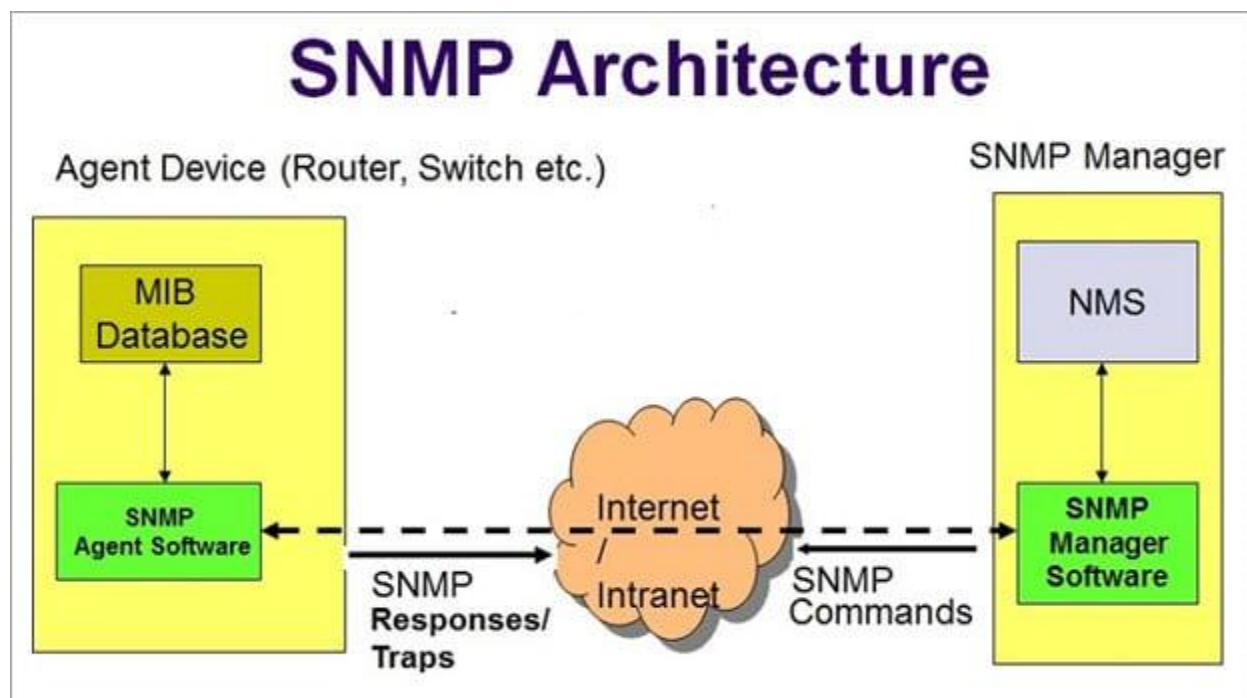 SNMP Architecture
Agent Device (Router, Switch etc.)
SNMP Manager
MIB
Database
NMS
SNMP
Agent Software
Internet
/
Intranet
SNMP
Manager
Software
SNMP
Responses/
Traps
SNMP
Commands